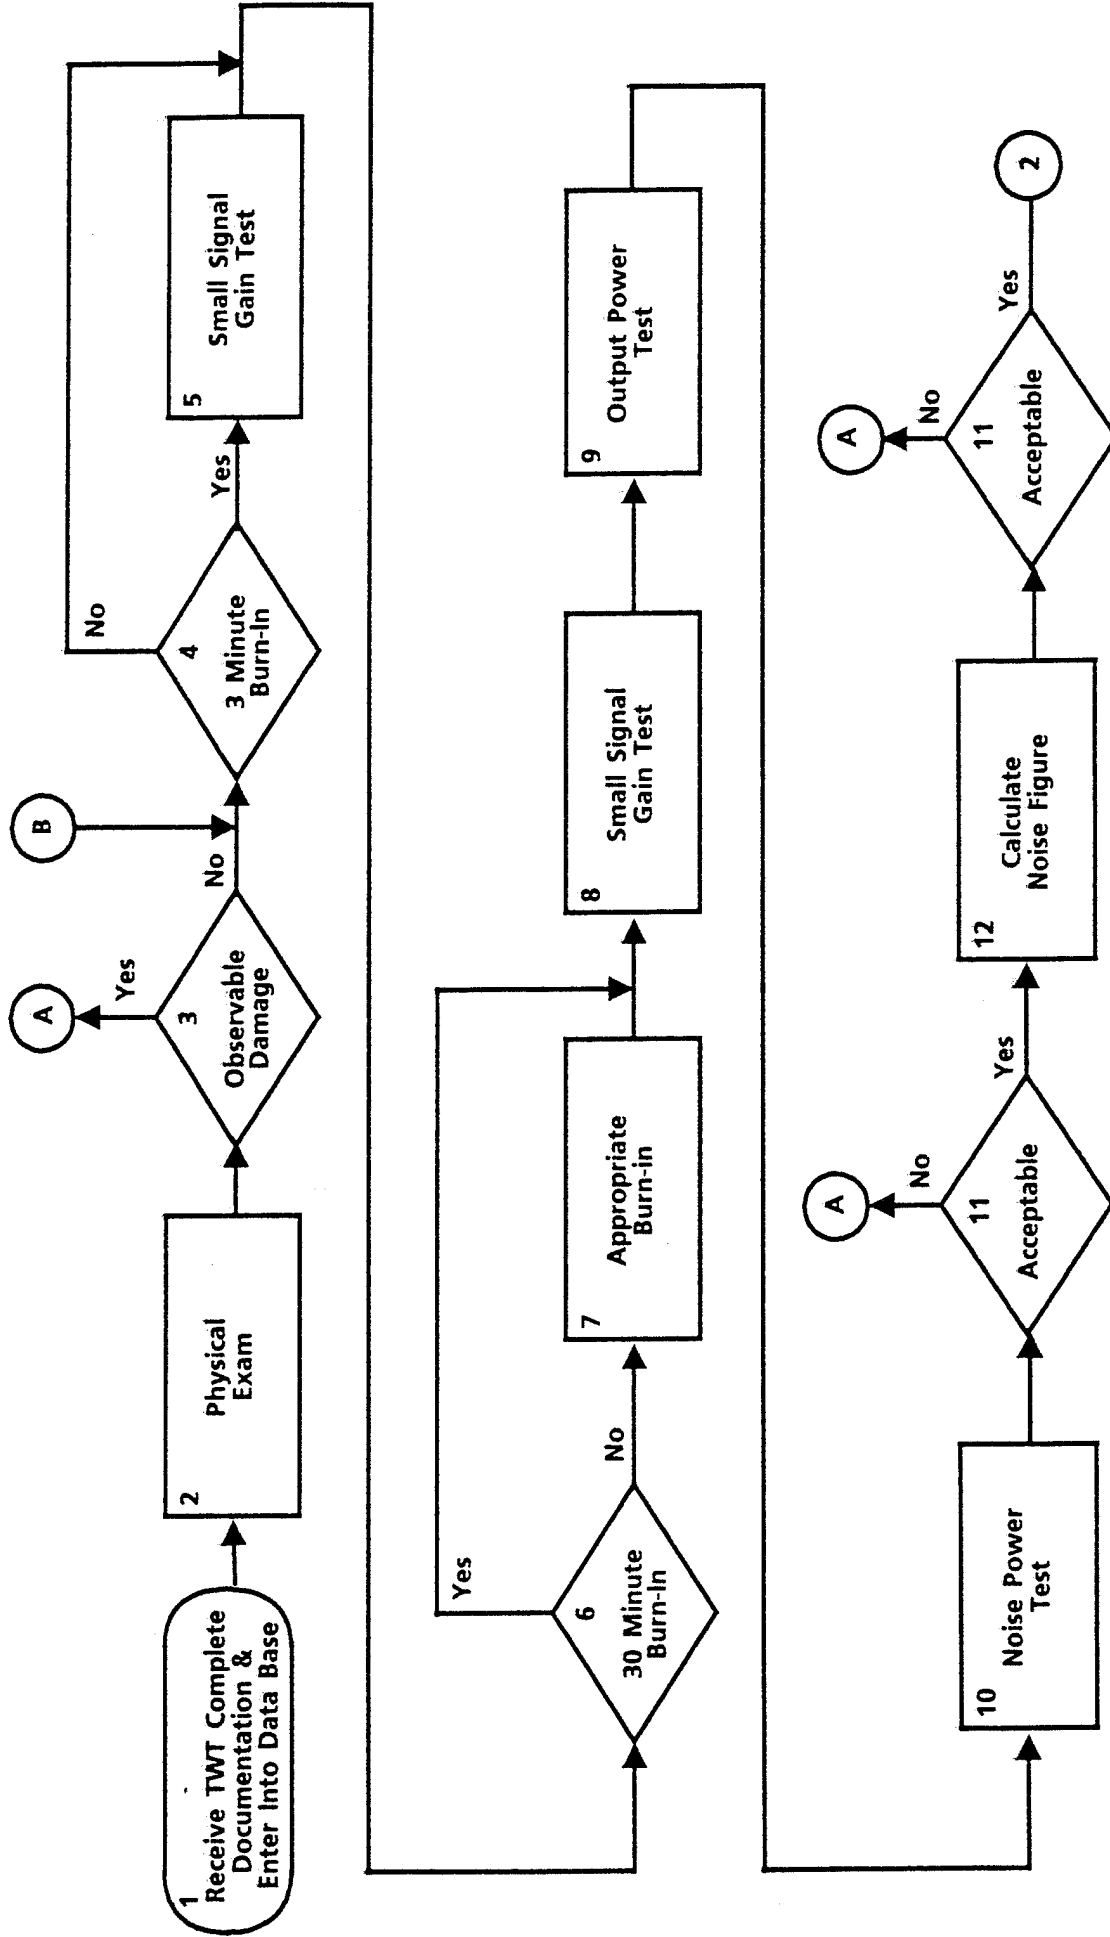 1
Receive TWT Complete
Documentation &
Enter Into Data Base
2
Physical
Exam
3
Observable
Damage
Yes
A
No
B
4
3 Minute
Burn-In
No
Yes
5
Small Signal
Gain Test
6
30 Minute
Burn-In
Yes
No
7
Appropriate
Burn-in
8
Small Signal
Gain Test
9
Output Power
Test
10
Noise Power
Test
11
Acceptable
No
A
Yes
12
Calculate
Noise Figure
11
Acceptable
No
A
Yes
2